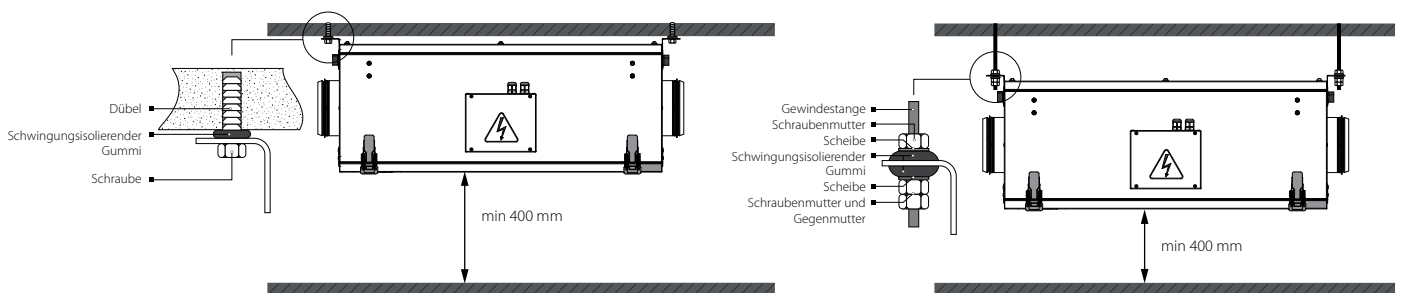 Dübel
Schwingungsisolierender
Gummi
Schraube
min 400 mm
Gewindestange
Schraubenmutter
Scheibe
Schwingungsisolierender
Gummi
Scheibe
Schraubenmutter und
Gegenmutter
min 400 mm